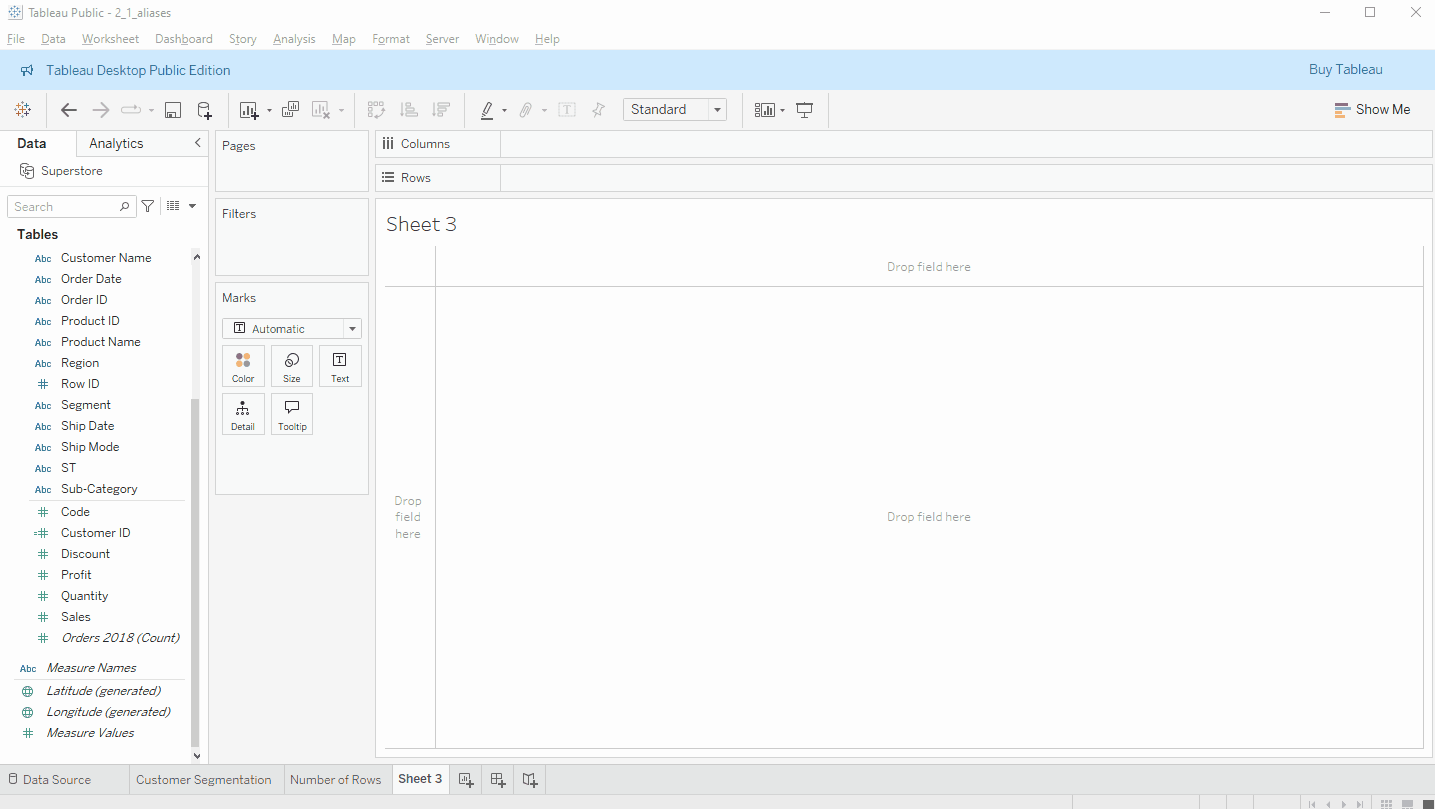 Tableau Public - 2_1_aliases
File Data Worksheet Dashboard Story Analysis Map Format Server Window Help
Tableau Desktop Public Edition Buy Tableau
Standard Show Me
Data Analytics
Superstore
Search
Tables
Abc Customer Name
Abc Order Date
Abc Order ID
Abc Product ID
Abc Product Name
Abc Region
Row ID
Abc Segment
Abc Ship Date
Abc Ship Mode
Abc ST
Abc Sub-Category
Code
Customer ID
Discount
Profit
Quantity
Sales
Orders 2018 (Count)
Abc Measure Names
Latitude (generated)
Longitude (generated)
Measure Values
Pages
Filters
Marks
Automatic
Color Size Text
Detail Tooltip
Columns
Rows
Sheet 3
Drop field here
Drop
field
here
Drop field here
Data Source Customer Segmentation Number of Rows Sheet 3